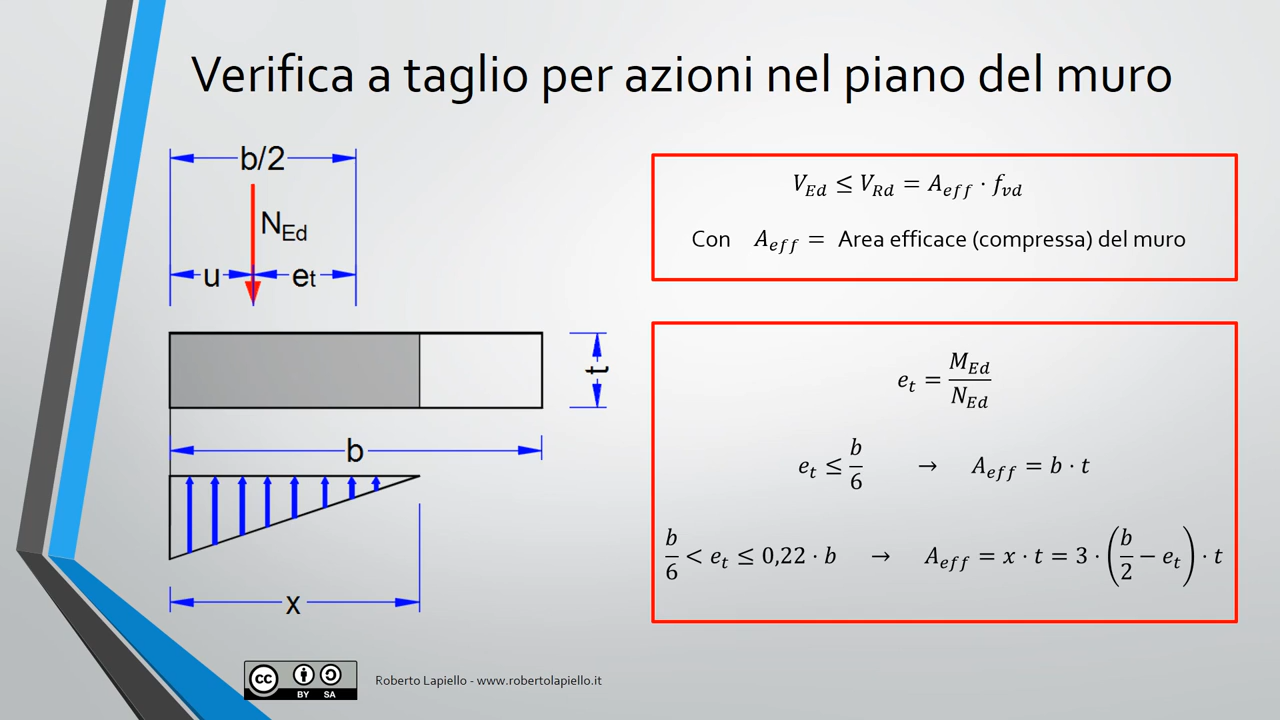 Verifica a taglio per azioni nel piano del muro
b/2
N_Ed
u
e_t
t
b
x
V_Ed ≤ V_Rd = A_eff · f_vd
Con A_eff = Area efficace (compressa) del muro
e_t = M_Ed / N_Ed
e_t ≤ b/6 → A_eff = b · t
b/6 < e_t ≤ 0,22 · b → A_eff = x · t = 3 · (b/2 − e_t) · t
cc BY SA
Roberto Lapiello - www.robertolapiello.it